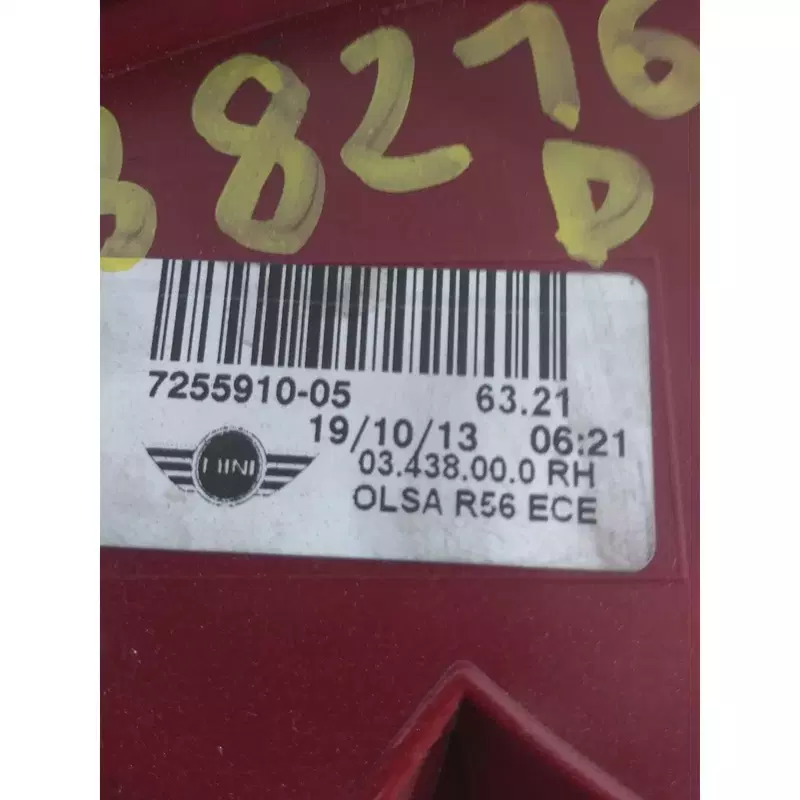 38276
D
7255910-05 63.21
19/10/13 06:21
MINI
03.438.00.0 RH
OLSA R56 ECE